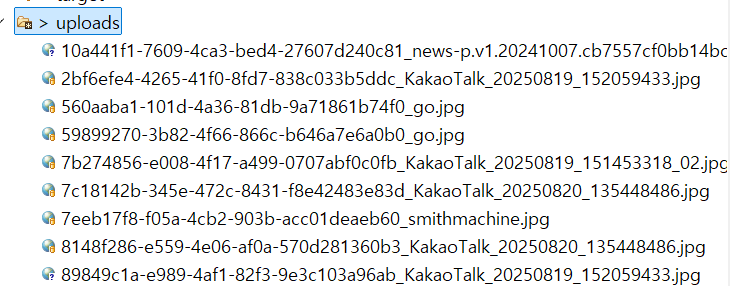 target
> uploads
10a441f1-7609-4ca3-bed4-27607d240c81_news-p.v1.20241007.cb7557cf0bb14bc
2bf6efe4-4265-41f0-8fd7-838c033b5ddc_KakaoTalk_20250819_152059433.jpg
560aaba1-101d-4a36-81db-9a71861b74f0_go.jpg
59899270-3b82-4f66-866c-b646a7e6a0b0_go.jpg
7b274856-e008-4f17-a499-0707abf0c0fb_KakaoTalk_20250819_151453318_02.jpg
7c18142b-345e-472c-8431-f8e42483e83d_KakaoTalk_20250820_135448486.jpg
7eeb17f8-f05a-4cb2-903b-acc01deaeb60_smithmachine.jpg
8148f286-e559-4e06-af0a-570d281360b3_KakaoTalk_20250820_135448486.jpg
89849c1a-e989-4af1-82f3-9e3c103a96ab_KakaoTalk_20250819_152059433.jpg